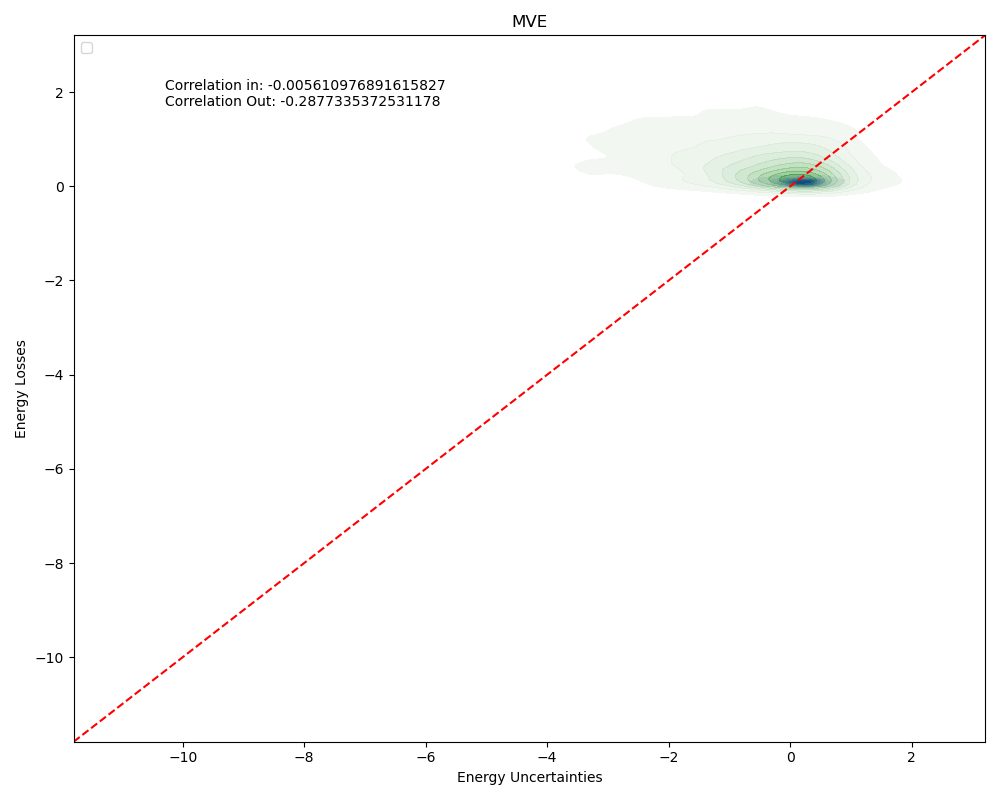 MVE
Correlation in: -0.005610976891615827
Correlation Out: -0.2877335372531178
2
0
−2
−4
−6
−8
−10
Energy Losses
−10 −8 −6 −4 −2 0 2
Energy Uncertainties